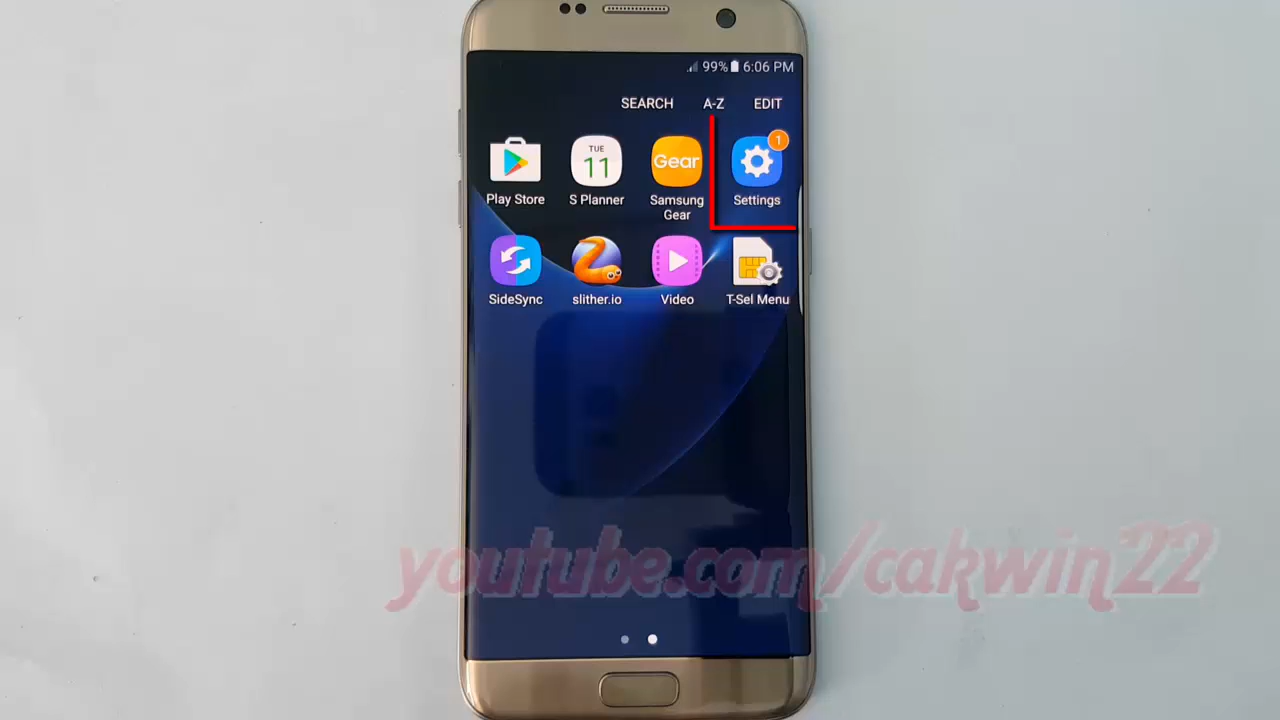 99% 6:06 PM
SEARCH A-Z EDIT
TUE
11
Gear
1
Play Store S Planner Samsung Gear Settings
SideSync slither.io Video T-Sel Menu
youtube.com/cakwin22